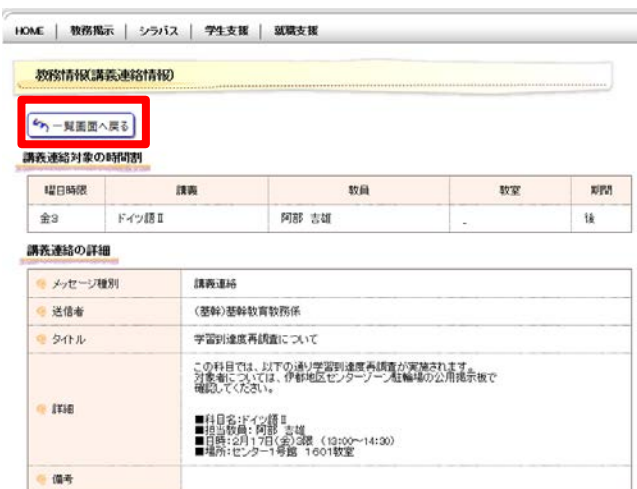 HOME | 教務掲示 | シラバス | 学生支援 | 就職支援
教務情報(講義連絡情報)
一覧画面へ戻る
講義連絡対象の時間割
曜日時限 講義 教員 教室 期間
金3 ドイツ語Ⅱ 阿部 吉雄 - 後
講義連絡の詳細
メッセージ種別 講義連絡
送信者 (基幹)基幹教育教務係
タイトル 学習到達度再調査について
詳細
この科目では、以下の通り学習到達度再調査が実施されます。
対象者については、伊都地区センターゾーン駐輪場の公用掲示板で
確認してください。
■科目名:ドイツ語Ⅱ
■担当教員:阿部 吉雄
■日時:2月17日(金)3限 (13:00~14:30)
■場所:センター1号館 1601教室
備考